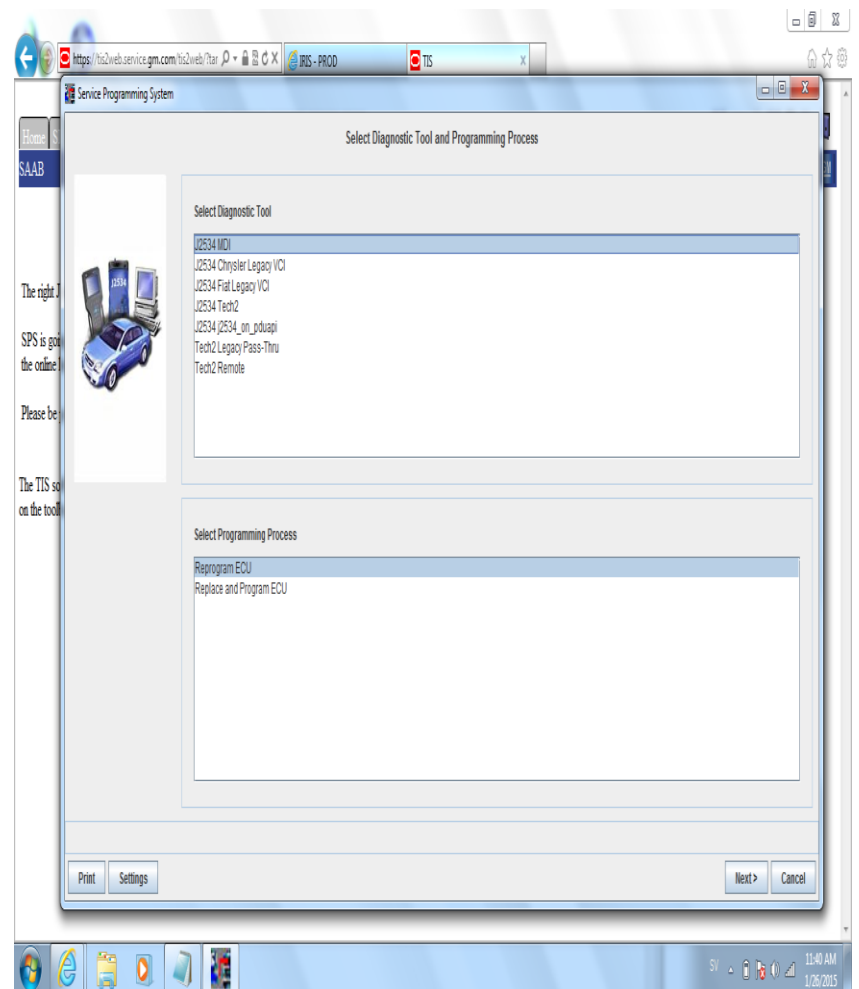 https://tis2web.service.gm.com/tis2web/?tar
IRIS - PROD
TIS
Service Programming System
Home
SAAB
Select Diagnostic Tool and Programming Process
Select Diagnostic Tool
J2534 MDI
J2534 Chrysler Legacy VCI
J2534 Fiat Legacy VCI
J2534 Tech2
J2534 j2534_on_pduapi
Tech2 Legacy Pass-Thru
Tech2 Remote
J2534
The right J
SPS is goi
the online
Please be
The TIS so
on the tool
Select Programming Process
Reprogram ECU
Replace and Program ECU
Print
Settings
Next >
Cancel
SV
11:40 AM
1/26/2015